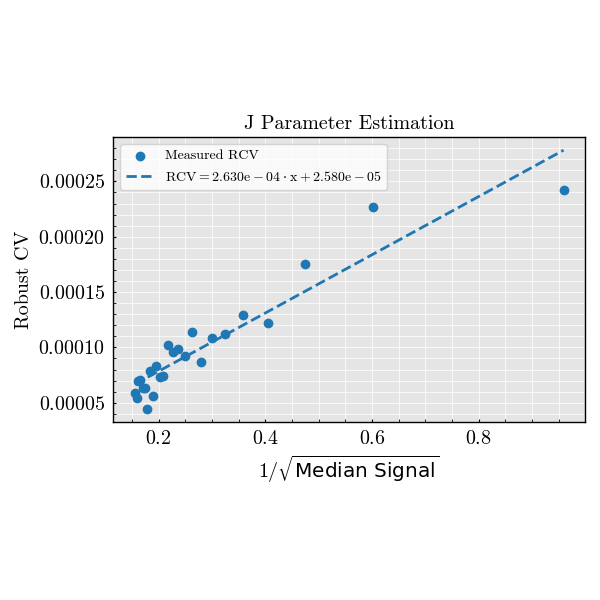 J Parameter Estimation
Measured RCV
RCV = 2.630e − 04 · x + 2.580e − 05
Robust CV
0.00025
0.00020
0.00015
0.00010
0.00005
0.2 0.4 0.6 0.8
1/√Median Signal